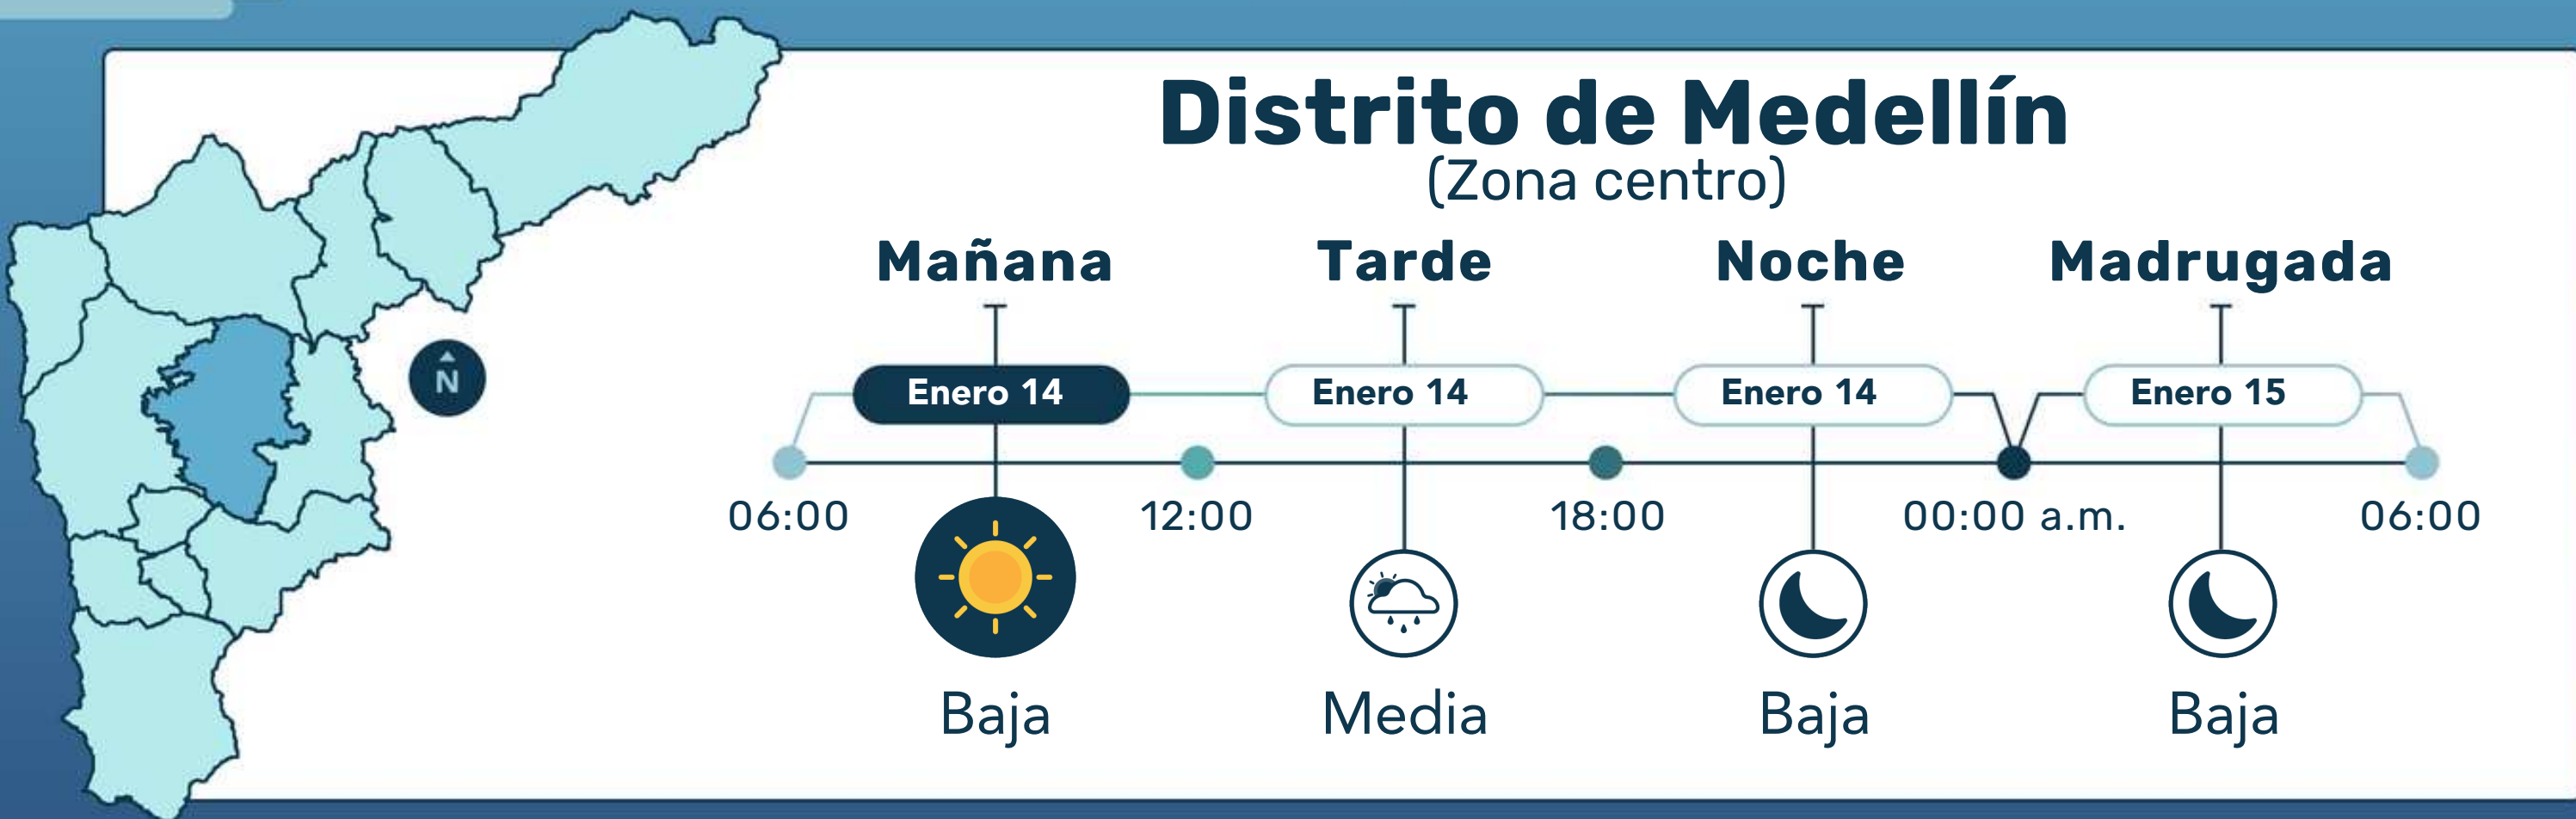 Distrito de Medellín
(Zona centro)
Mañana Tarde Noche Madrugada
Enero 14 Enero 14 Enero 14 Enero 15
N
06:00 12:00 18:00 00:00 a.m. 06:00
Baja Media Baja Baja